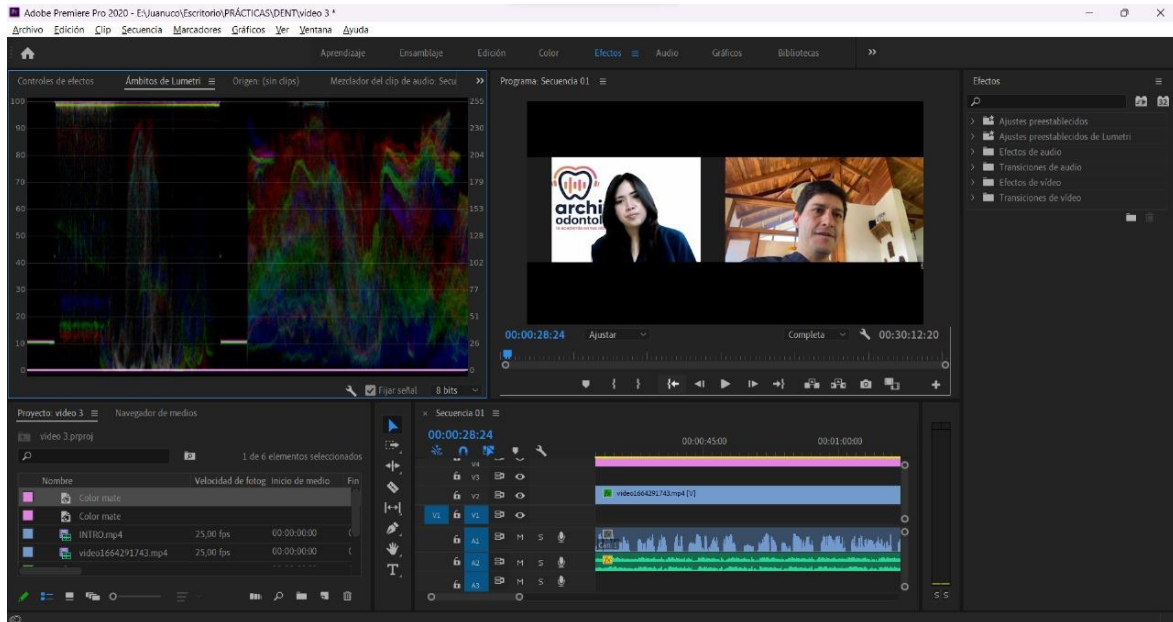 Adobe Premiere Pro 2020 - E:\Juanuco\Escritorio\PRÁCTICAS\DENT\video 3 *
Archivo Edición Clip Secuencia Marcadores Gráficos Ver Ventana Ayuda
Aprendizaje Ensamblaje Edición Color Efectos Audio Gráficos Bibliotecas
Controles de efectos Ámbitos de Lumetri Origen: (sin clips) Mezclador del clip de audio: Secu
100 255
90 230
80 204
70 179
60 153
50 128
40 102
30 77
20 51
10 26
0 0
Fijar señal 8 bits
Programa: Secuencia 01
archi
odontol
00:00:28:24 Ajustar Completa 00:30:12:20
Efectos
Ajustes preestablecidos
Ajustes preestablecidos de Lumetri
Efectos de audio
Transiciones de audio
Efectos de vídeo
Transiciones de vídeo
Proyecto: video 3 Navegador de medios
video 3.prproj
1 de 6 elementos seleccionados
Nombre Velocidad de fotog Inicio de medio Fin
Color mate
Color mate
INTRO.mp4 25,00 fps 00:00:00:00
video1664291743.mp4 25,00 fps 00:00:00:00
Secuencia 01
00:00:28:24
00:00:45:00 00:01:00:00
V4
V3
V2 video1664291743.mp4 [V]
V1 V1
A1 M S
A2 M S
A3 M S
S S